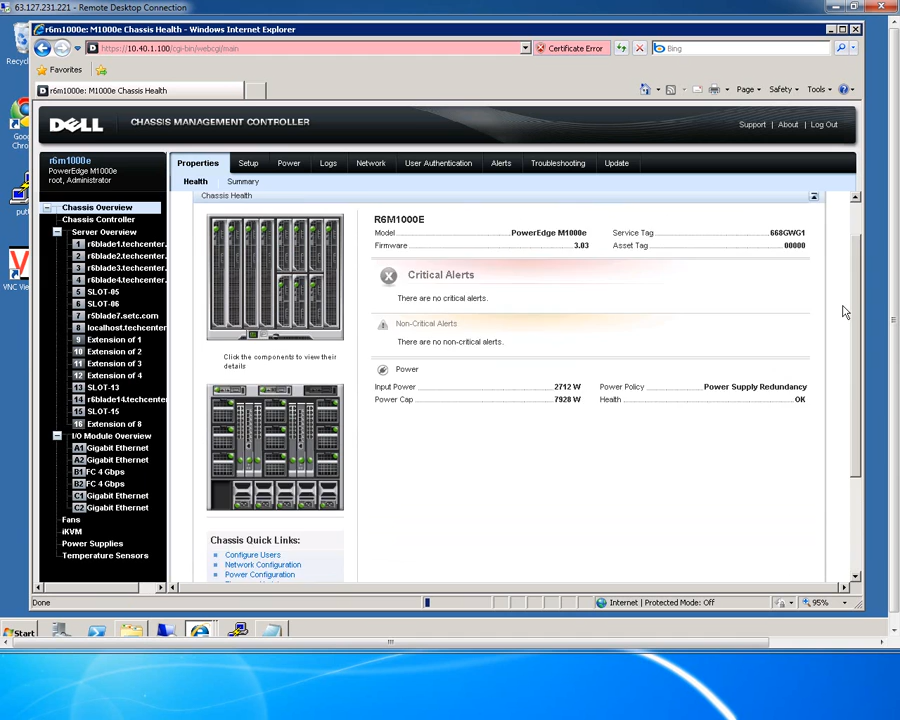 63.127.231.221 - Remote Desktop Connection
r6m1000e: M1000e Chassis Health - Windows Internet Explorer
https://10.40.1.100/cgi-bin/webcgi/main
Certificate Error
Bing
Favorites
r6m1000e: M1000e Chassis Health
Page
Safety
Tools
DELL
CHASSIS MANAGEMENT CONTROLLER
Support | About | Log Out
r6m1000e
PowerEdge M1000e
root, Administrator
Properties
Setup
Power
Logs
Network
User Authentication
Alerts
Troubleshooting
Update
Health
Summary
Chassis Overview
Chassis Controller
Server Overview
1 r6blade1.techcenter.
2 r6blade2.techcenter.
3 r6blade3.techcenter.
4 r6blade4.techcenter.
5 SLOT-05
6 SLOT-06
7 r5blade7.setc.com
8 localhost.techcenter
9 Extension of 1
10 Extension of 2
11 Extension of 3
12 Extension of 4
13 SLOT-13
14 r6blade14.techcenter
15 SLOT-15
16 Extension of 8
I/O Module Overview
A1 Gigabit Ethernet
A2 Gigabit Ethernet
B1 FC 4 Gbps
B2 FC 4 Gbps
C1 Gigabit Ethernet
C2 Gigabit Ethernet
Fans
iKVM
Power Supplies
Temperature Sensors
Chassis Health
Click the components to view their
details
Chassis Quick Links:
Configure Users
Network Configuration
Power Configuration
R6M1000E
Model PowerEdge M1000e Service Tag 668GWG1
Firmware 3.03 Asset Tag 00000
Critical Alerts
There are no critical alerts.
Non-Critical Alerts
There are no non-critical alerts.
Power
Input Power 2712 W Power Policy Power Supply Redundancy
Power Cap 7928 W Health OK
Done
Internet | Protected Mode: Off
95%
Start